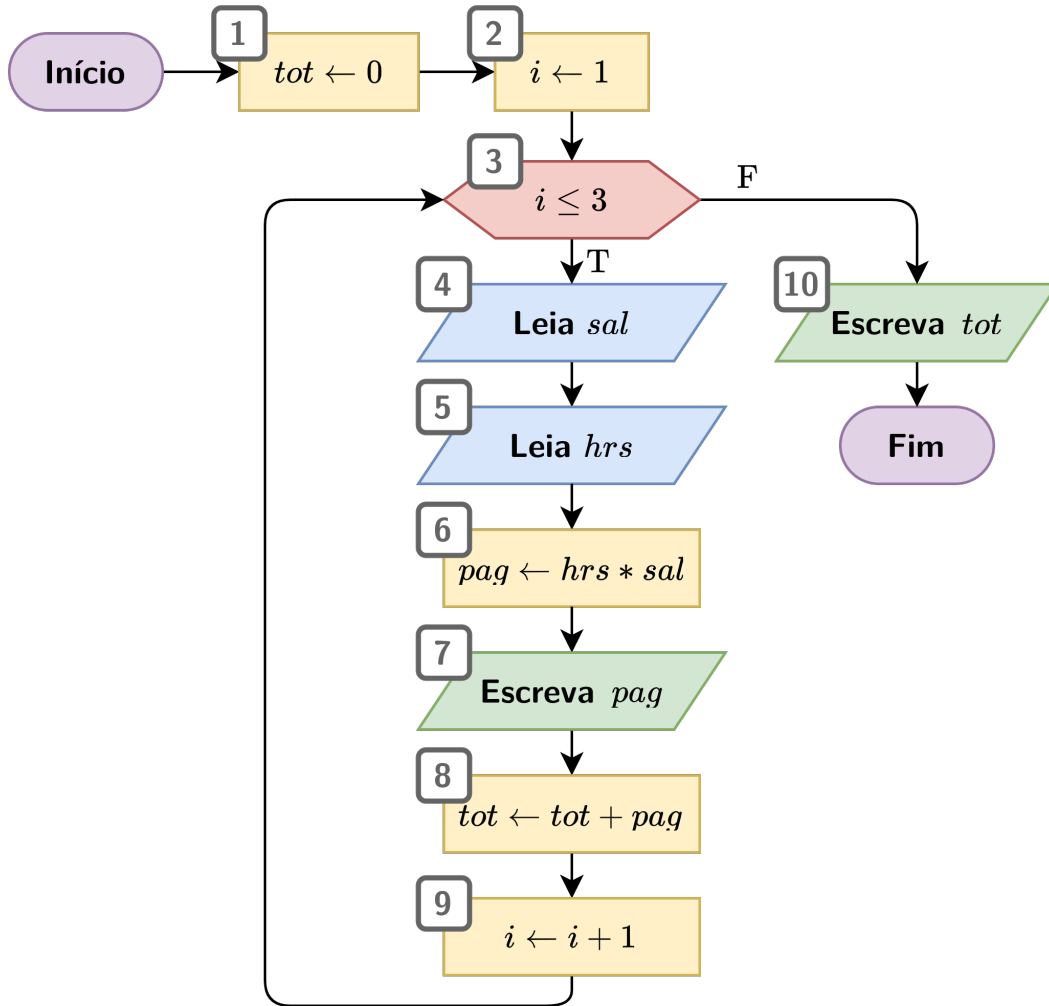 Início
1
tot ← 0
2
i ← 1
3
i ≤ 3
F
T
4
Leia sal
10
Escreva tot
5
Leia hrs
Fim
6
pag ← hrs * sal
7
Escreva pag
8
tot ← tot + pag
9
i ← i + 1